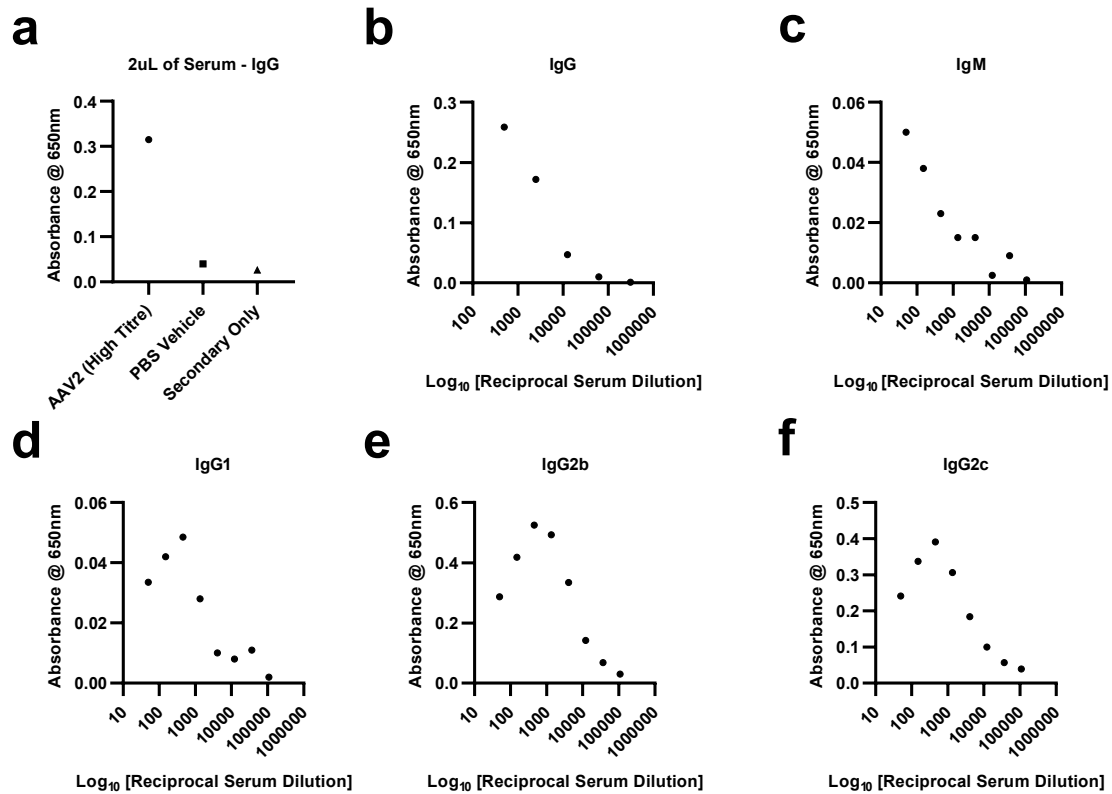 a
2uL of Serum - IgG
Absorbance @ 650nm
0.4
0.3
0.2
0.1
0.0
AAV2 (High Titre)
PBS Vehicle
Secondary Only
b
IgG
Absorbance @ 650nm
0.3
0.2
0.1
0.0
100
1000
10000
100000
1000000
Log₁₀ [Reciprocal Serum Dilution]
c
IgM
Absorbance @ 650nm
0.06
0.04
0.02
0.00
10
100
1000
10000
100000
1000000
Log₁₀ [Reciprocal Serum Dilution]
d
IgG1
Absorbance @ 650nm
0.06
0.04
0.02
0.00
10
100
1000
10000
100000
1000000
Log₁₀ [Reciprocal Serum Dilution]
e
IgG2b
Absorbance @ 650nm
0.6
0.4
0.2
0.0
10
100
1000
10000
100000
1000000
Log₁₀ [Reciprocal Serum Dilution]
f
IgG2c
Absorbance @ 650nm
0.5
0.4
0.3
0.2
0.1
0.0
10
100
1000
10000
100000
1000000
Log₁₀ [Reciprocal Serum Dilution]